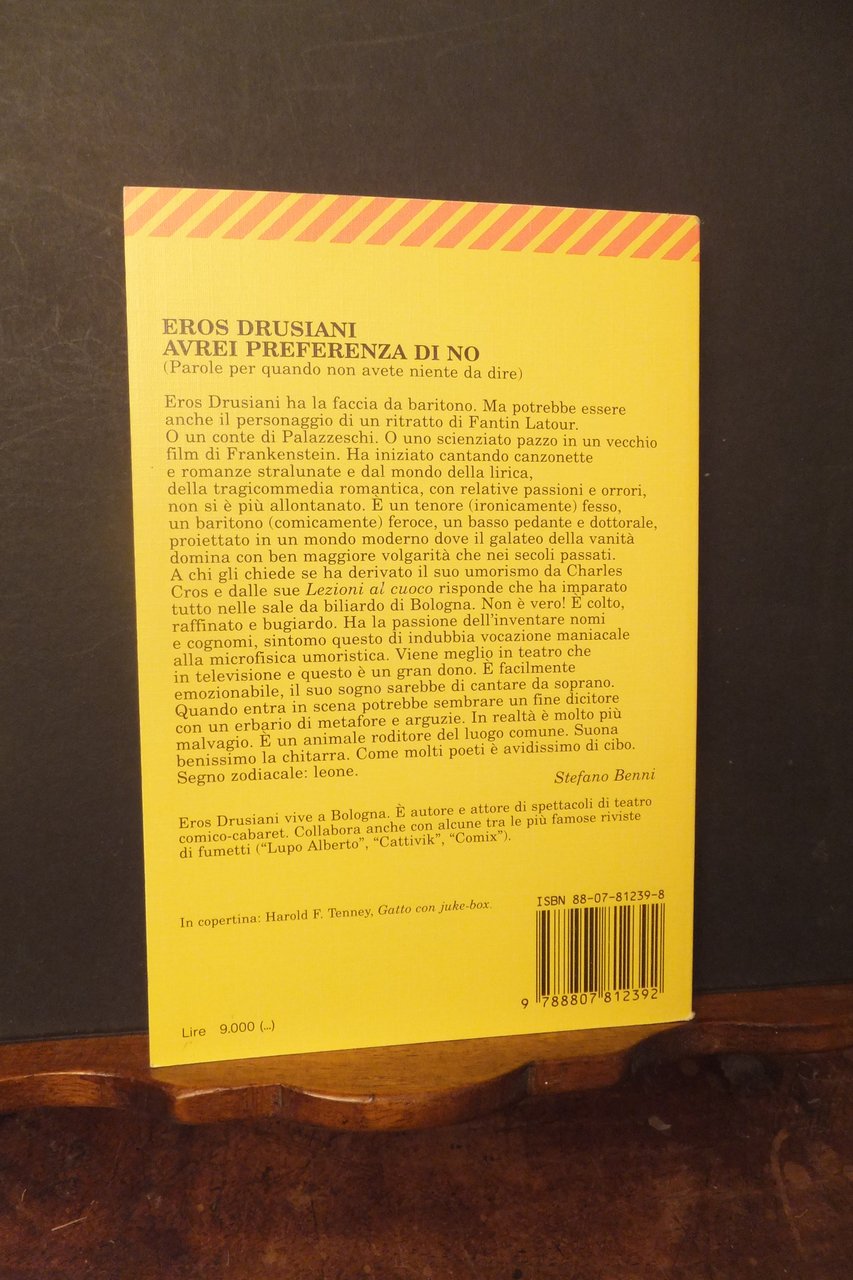 EROS DRUSIANI
AVREI PREFERENZA DI NO
(Parole per quando non avete niente da dire)
Eros Drusiani ha la faccia da baritono. Ma potrebbe essere
anche il personaggio di un ritratto di Fantin Latour.
O un conte di Palazzeschi. O uno scienziato pazzo in un vecchio
film di Frankenstein. Ha iniziato cantando canzonette
e romanze stralunate e dal mondo della lirica,
della tragicommedia romantica, con relative passioni e orrori,
non si è più allontanato. È un tenore (ironicamente) fesso,
un baritono (comicamente) feroce, un basso pedante e dottorale,
proiettato in un mondo moderno dove il galateo della vanità
domina con ben maggiore volgarità che nei secoli passati.
A chi gli chiede se ha derivato il suo umorismo da Charles
Cros e dalle sue Lezioni al cuoco risponde che ha imparato
tutto nelle sale da biliardo di Bologna. Non è vero! È colto,
raffinato e bugiardo. Ha la passione dell'inventare nomi
e cognomi, sintomo questo di indubbia vocazione maniacale
alla microfisica umoristica. Viene meglio in teatro che
in televisione e questo è un gran dono. È facilmente
emozionabile, il suo sogno sarebbe di cantare da soprano.
Quando entra in scena potrebbe sembrare un fine dicitore
con un erbario di metafore e arguzie. In realtà è molto più
malvagio. È un animale roditore del luogo comune. Suona
benissimo la chitarra. Come molti poeti è avidissimo di cibo.
Segno zodiacale: leone.
Stefano Benni
Eros Drusiani vive a Bologna. È autore e attore di spettacoli di teatro
comico-cabaret. Collabora anche con alcune tra le più famose riviste
di fumetti (“Lupo Alberto”, “Cattivik”, “Comix”).
In copertina: Harold F. Tenney, Gatto con juke-box.
ISBN 88-07-81239-8
9 788807 812392
Lire 9.000 (...)